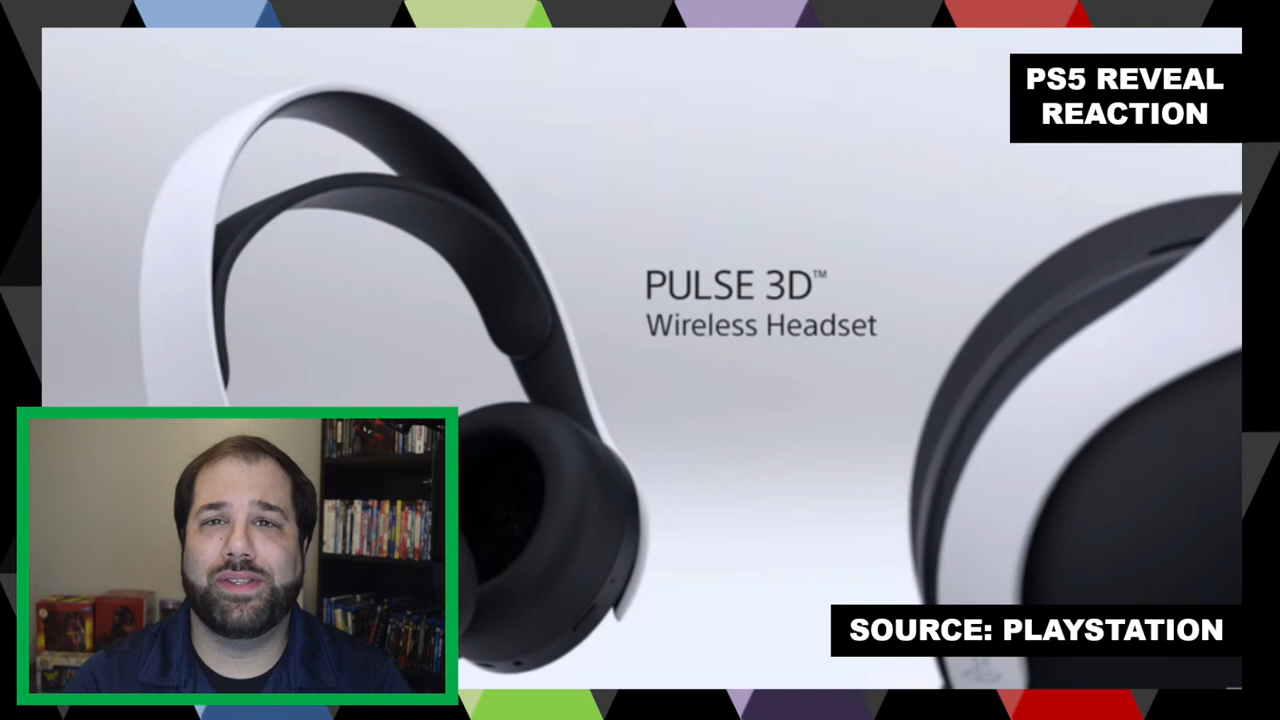 PS5 REVEAL
REACTION
PULSE 3D™
Wireless Headset
SOURCE: PLAYSTATION